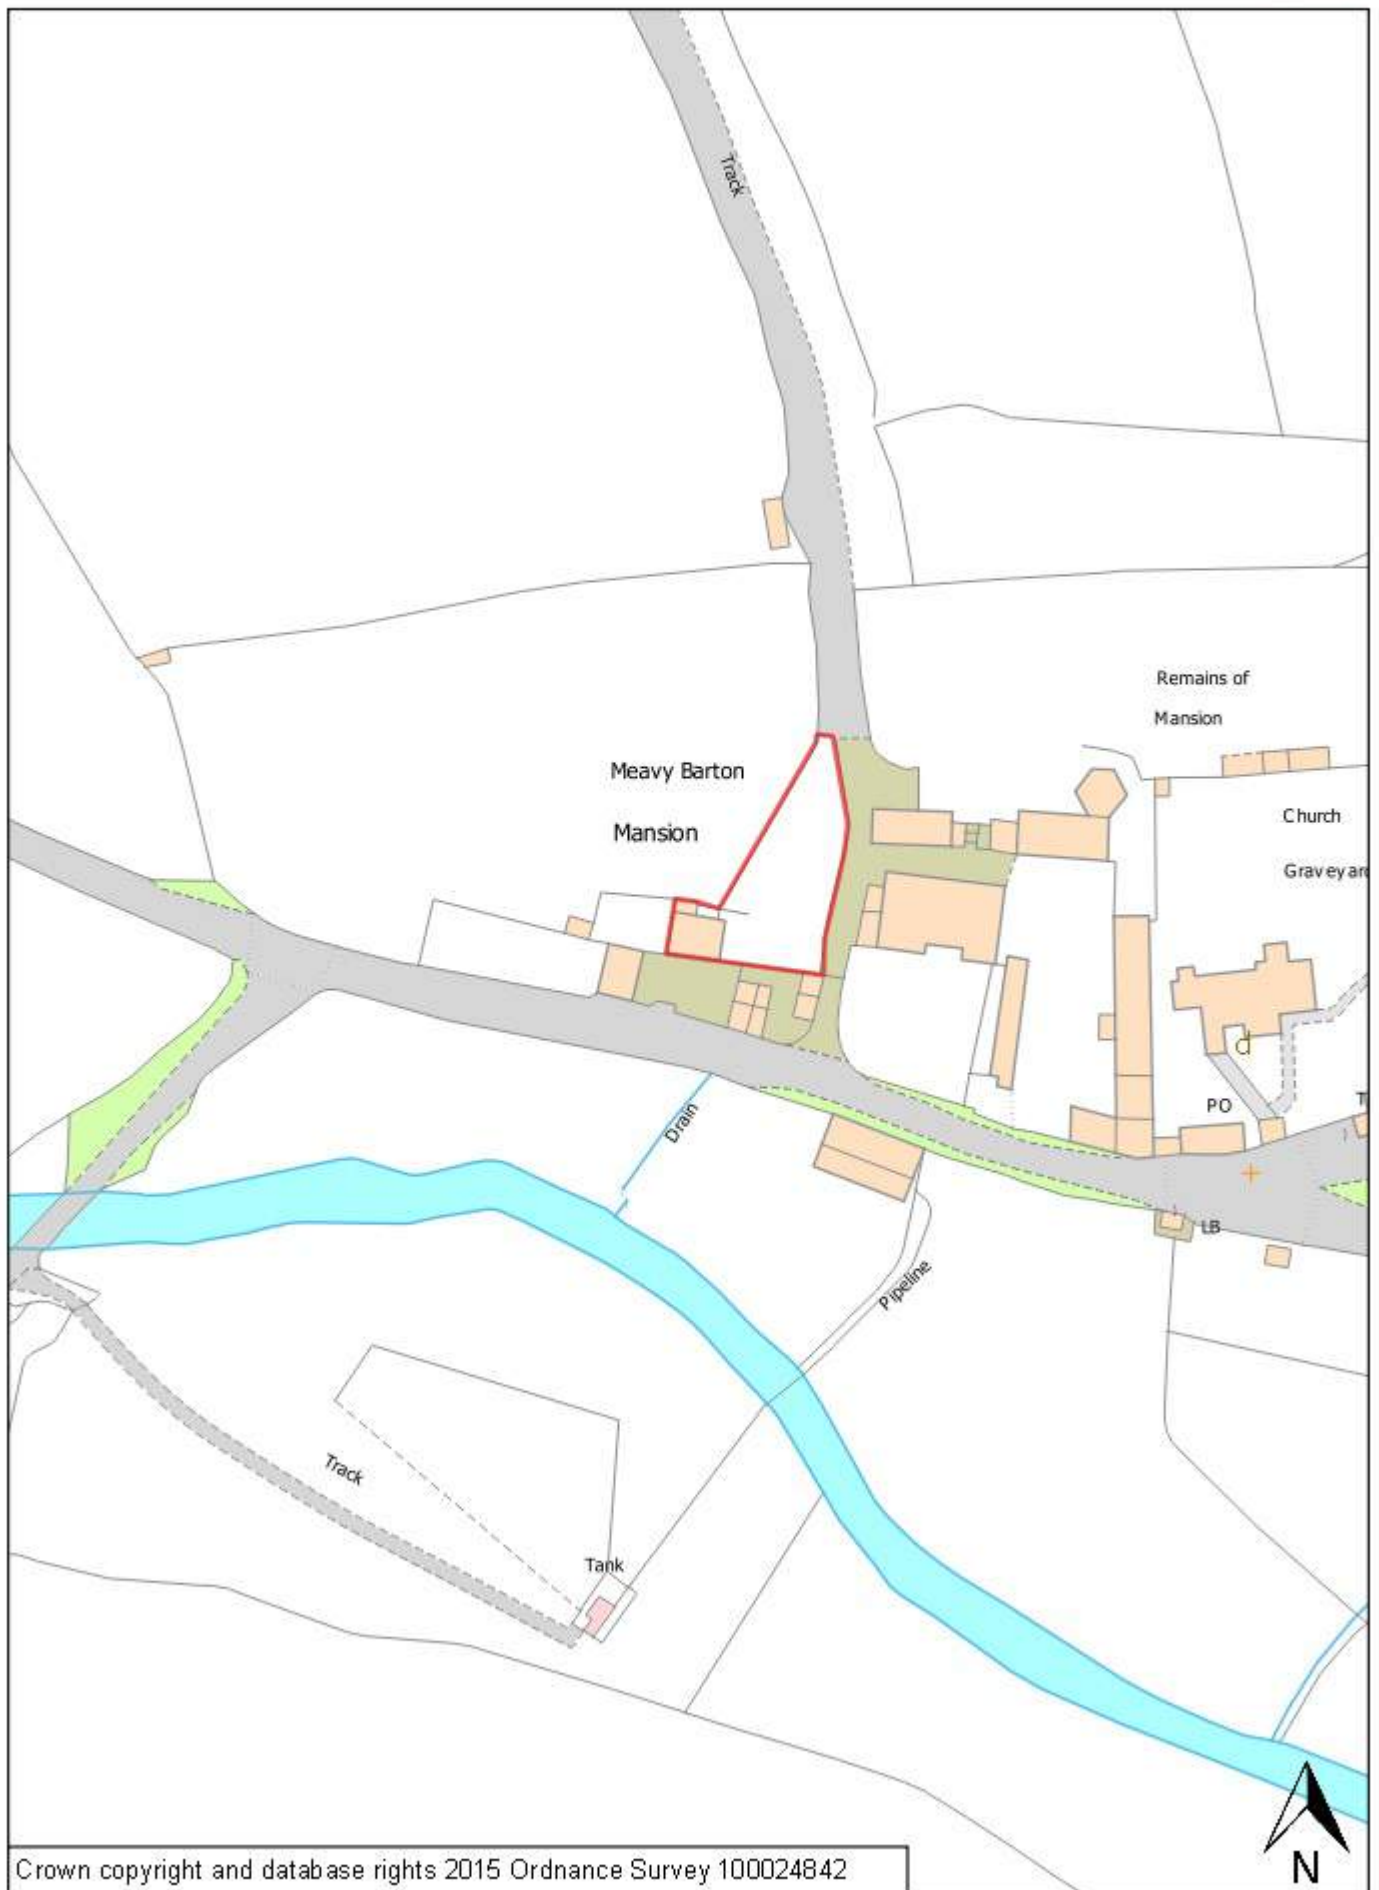 Track
Remains of
Mansion
Meavy Barton
Mansion
Church
Graveyard
d
PO
Drain
LB
Pipeline
Track
Tank
N
Crown copyright and database rights 2015 Ordnance Survey 100024842